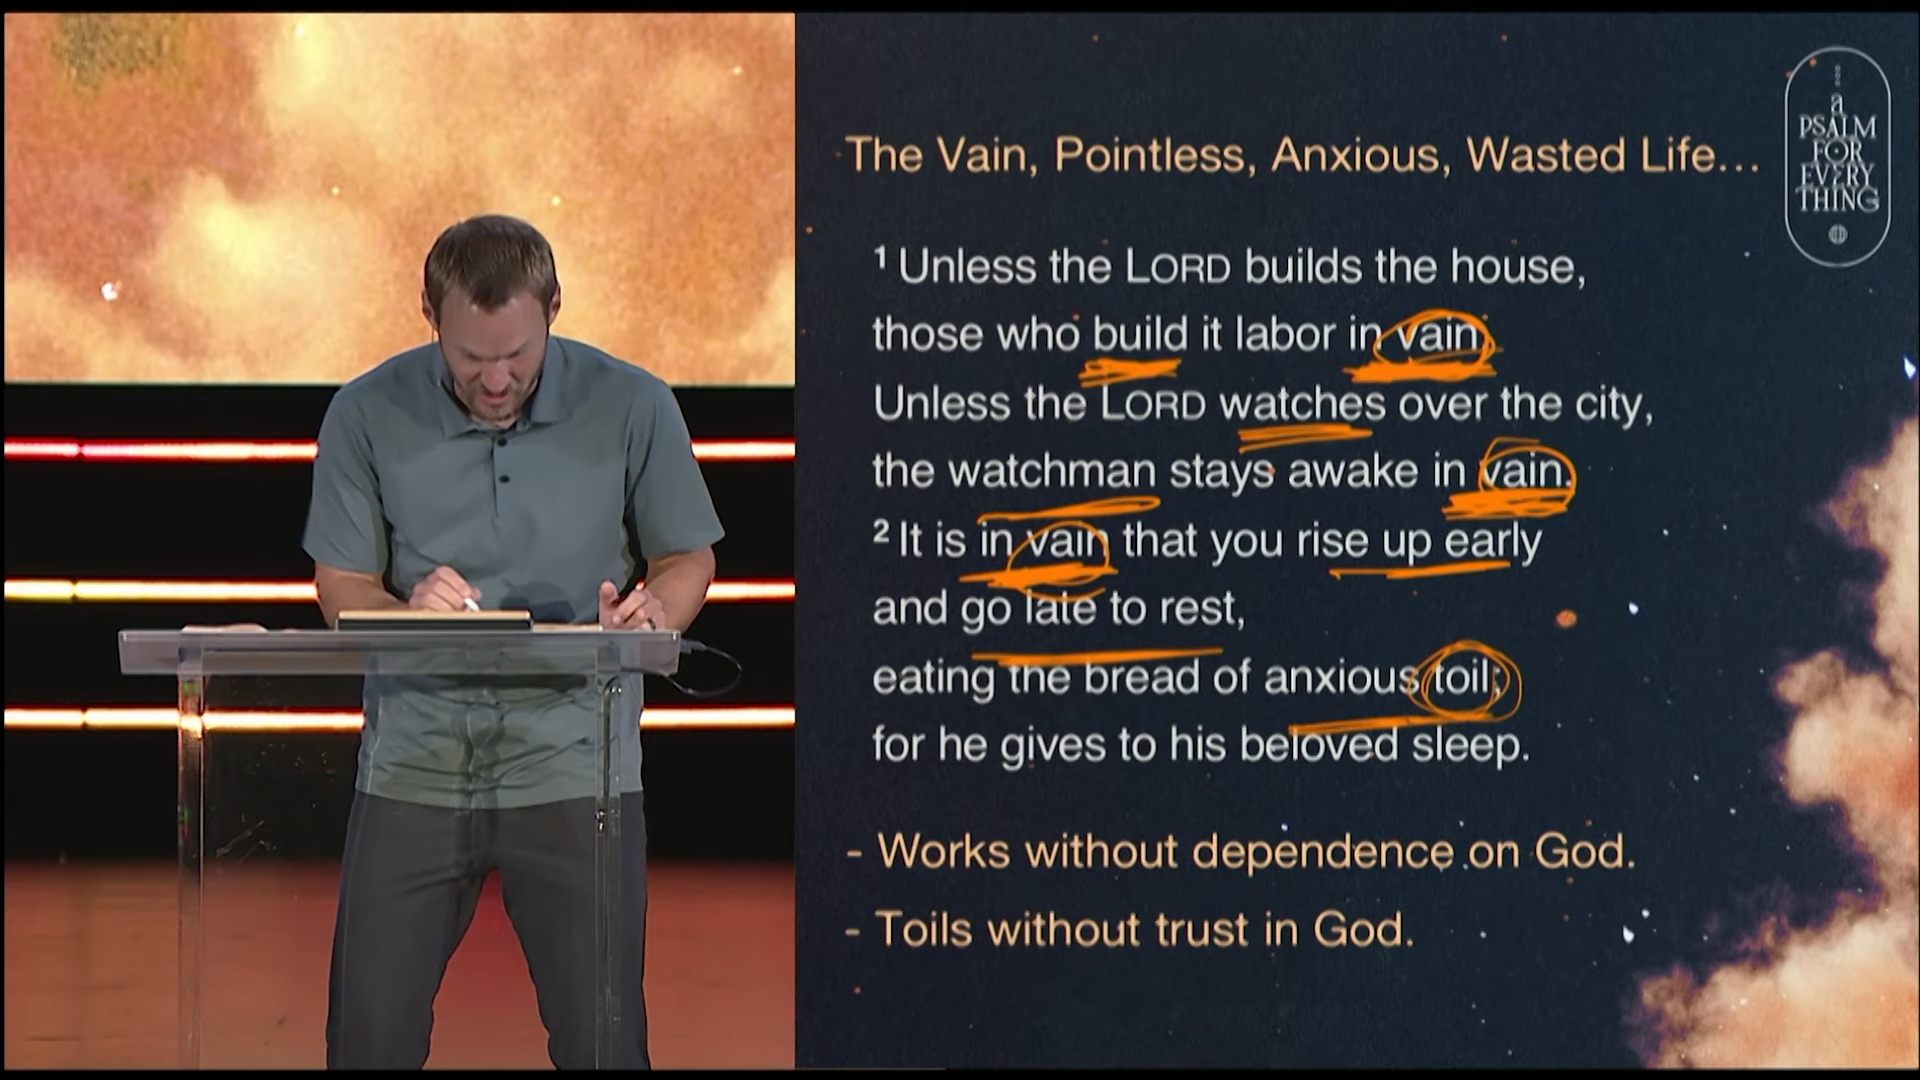 The Vain, Pointless, Anxious, Wasted Life...
a
PSALM
FOR
EVERY
THING
¹ Unless the LORD builds the house,
those who build it labor in vain.
Unless the LORD watches over the city,
the watchman stays awake in vain.
² It is in vain that you rise up early
and go late to rest,
eating the bread of anxious toil;
for he gives to his beloved sleep.
- Works without dependence on God.
- Toils without trust in God.